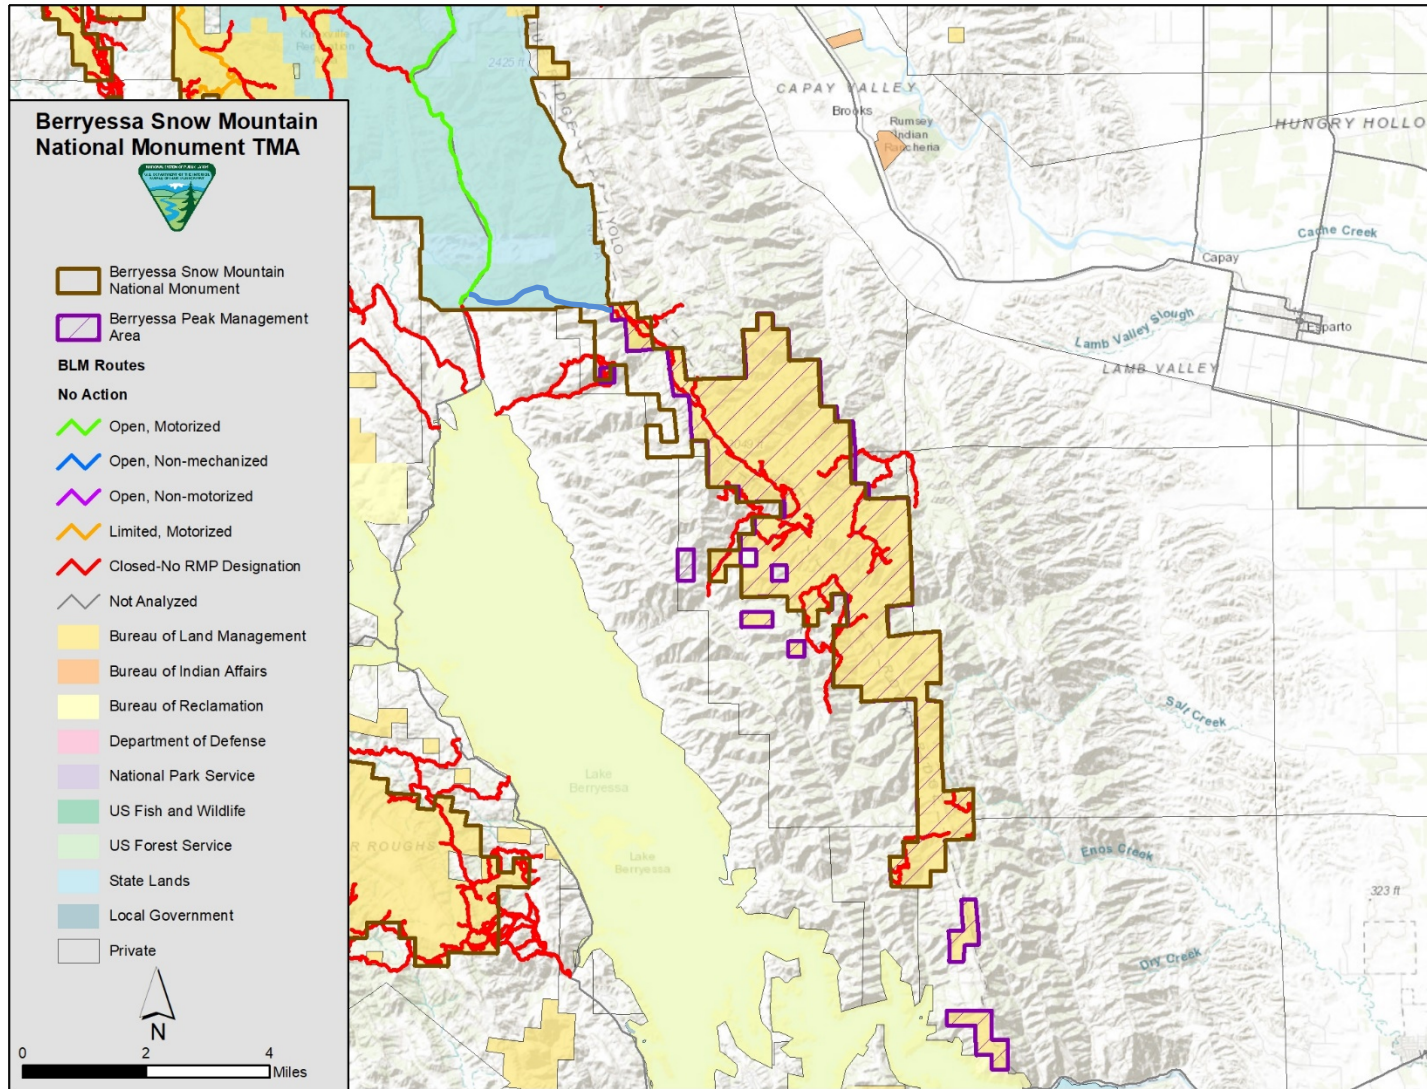 Berryessa Snow Mountain
National Monument TMA
Berryessa Snow Mountain
National Monument
Berryessa Peak Management
Area
BLM Routes
No Action
Open, Motorized
Open, Non-mechanized
Open, Non-motorized
Limited, Motorized
Closed-No RMP Designation
Not Analyzed
Bureau of Land Management
Bureau of Indian Affairs
Bureau of Reclamation
Department of Defense
National Park Service
US Fish and Wildlife
US Forest Service
State Lands
Local Government
Private
N
0 2 4
Miles
2425 ft
YOLO
CAPAY VALLEY
Brooks
Rumsey
Indian
Rancheria
HUNGRY HOLLO
Cache Creek
Capay
Esparto
Lamb Valley Slough
LAMB VALLEY
Salt Creek
Lake
Berryessa
Lake
Berryessa
R ROUGHS
Enos Creek
323 ft
Dry Creek
W